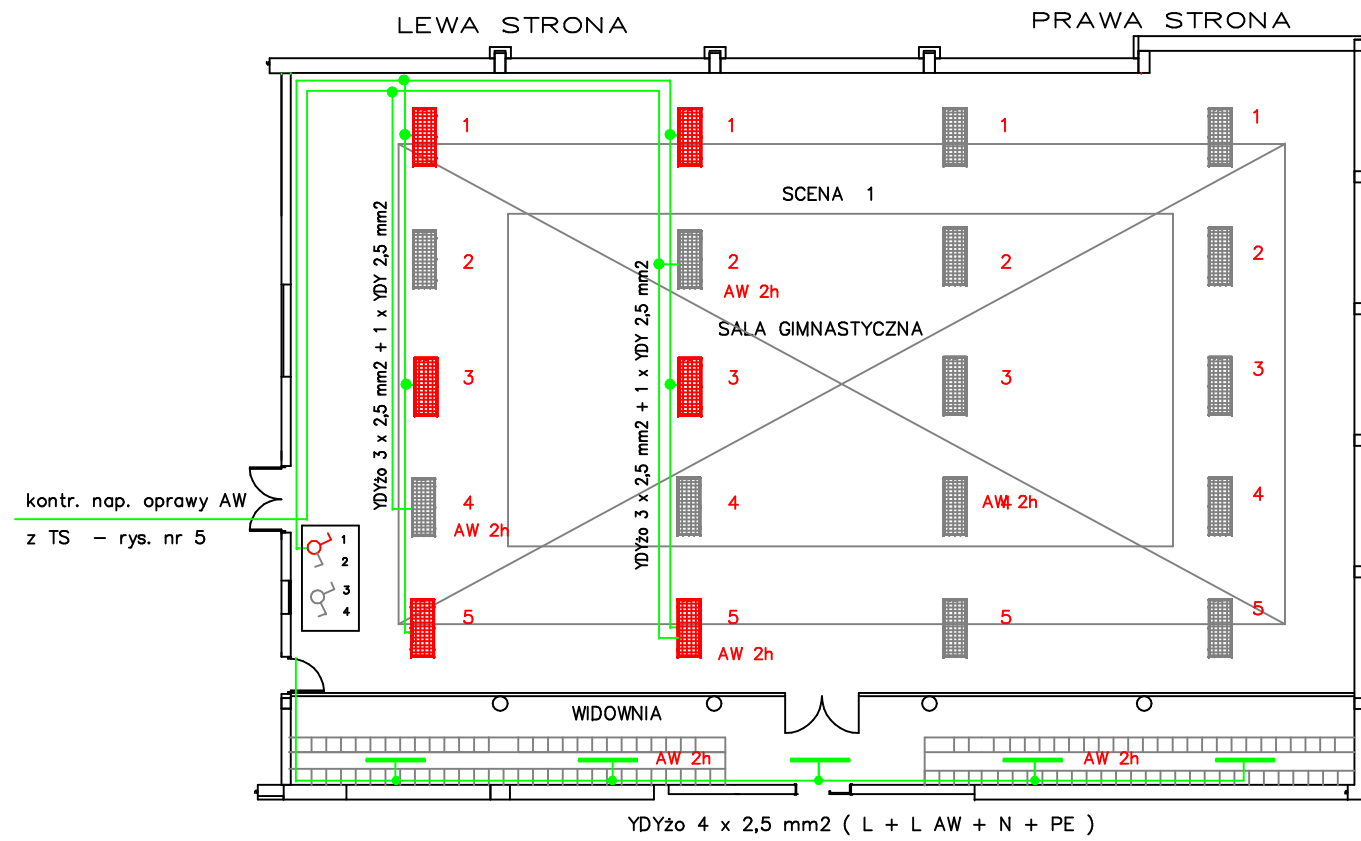 LEWA STRONA
PRAWA STRONA
1
1
1
1
SCENA 1
2
2
2
2
AW 2h
SALA GIMNASTYCZNA
3
3
3
3
YDYżo 3 x 2,5 mm2 + 1 x YDY 2,5 mm2
YDYżo 3 x 2,5 mm2 + 1 x YDY 2,5 mm2
kontr. nap. oprawy AW
z TS – rys. nr 5
4
4
4
4
AW 2h
AW 2h
1
2
3
4
5
5
5
5
AW 2h
WIDOWNIA
AW 2h
AW 2h
YDYżo 4 x 2,5 mm2 ( L + L AW + N + PE )